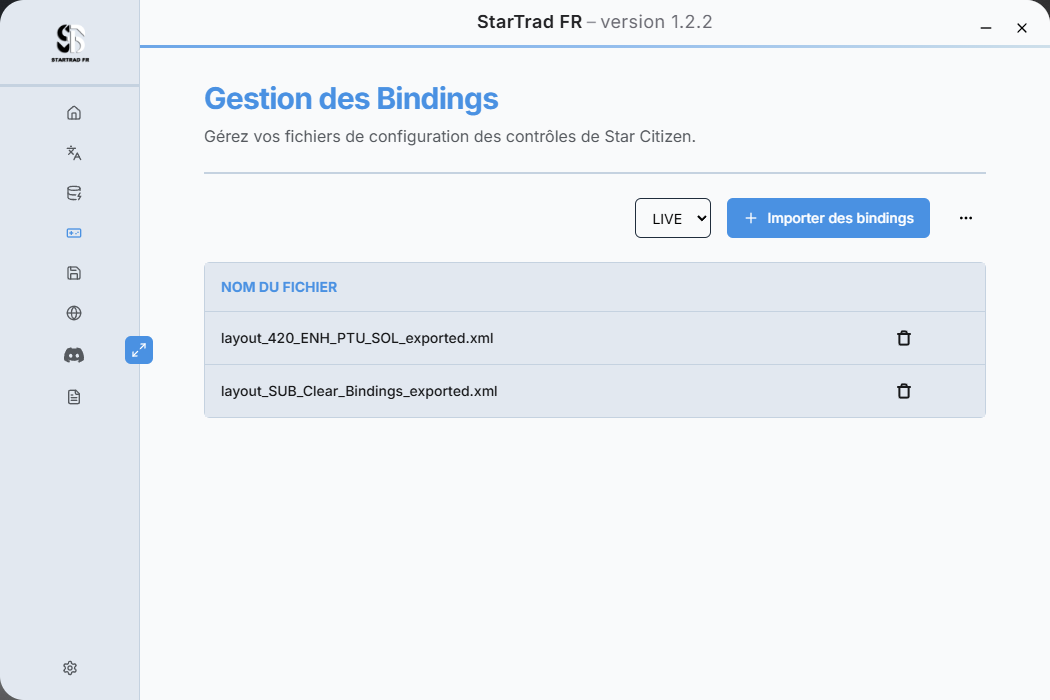 STARTRAD FR
StarTrad FR – version 1.2.2
Gestion des Bindings
Gérez vos fichiers de configuration des contrôles de Star Citizen.
LIVE
Importer des bindings
NOM DU FICHIER
layout_420_ENH_PTU_SOL_exported.xml
layout_SUB_Clear_Bindings_exported.xml